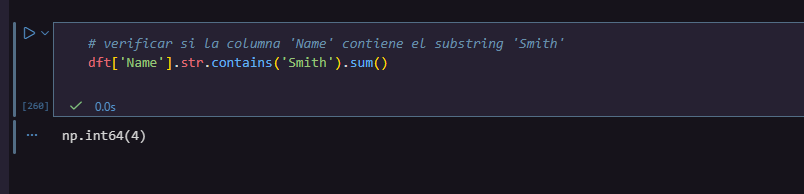 # verificar si la columna 'Name' contiene el substring 'Smith'
dft['Name'].str.contains('Smith').sum()
[260]
0.0s
np.int64(4)